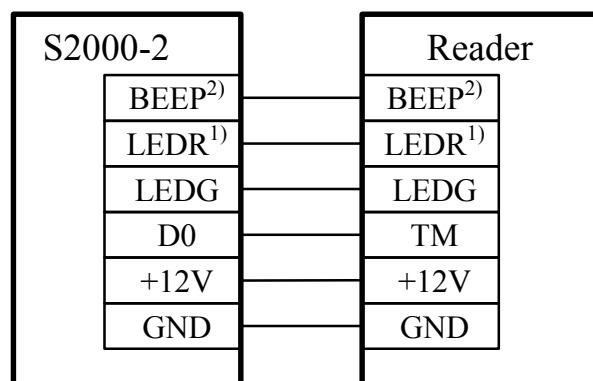 S2000-2 Reader
BEEP2) BEEP2)
LEDR1) LEDR1)
LEDG LEDG
D0 TM
+12V +12V
GND GND